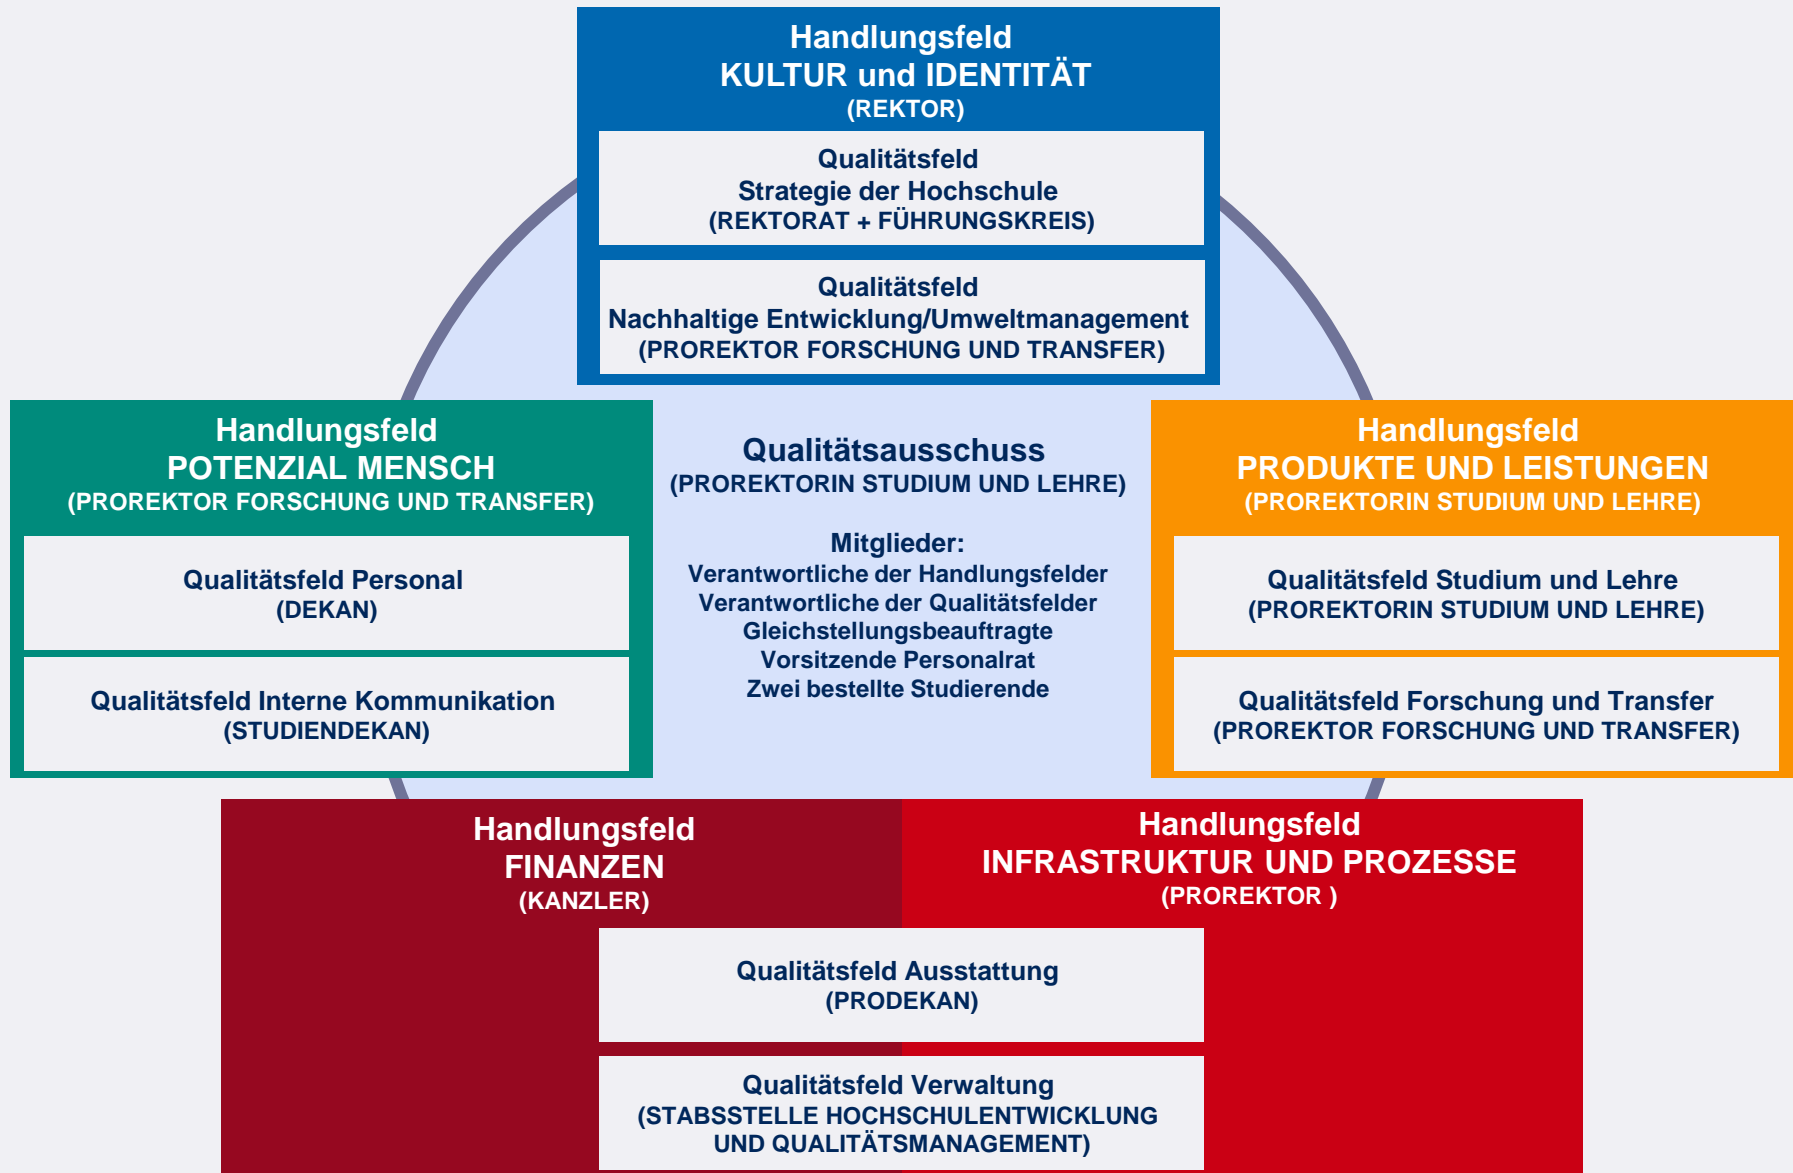 Handlungsfeld
KULTUR und IDENTITÄT
(REKTOR)
Qualitätsfeld
Strategie der Hochschule
(REKTORAT + FÜHRUNGSKREIS)
Qualitätsfeld
Nachhaltige Entwicklung/Umweltmanagement
(PROREKTOR FORSCHUNG UND TRANSFER)
Handlungsfeld
POTENZIAL MENSCH
(PROREKTOR FORSCHUNG UND TRANSFER)
Qualitätsfeld Personal
(DEKAN)
Qualitätsfeld Interne Kommunikation
(STUDIENDEKAN)
Qualitätsausschuss
(PROREKTORIN STUDIUM UND LEHRE)
Mitglieder:
Verantwortliche der Handlungsfelder
Verantwortliche der Qualitätsfelder
Gleichstellungsbeauftragte
Vorsitzende Personalrat
Zwei bestellte Studierende
Handlungsfeld
PRODUKTE UND LEISTUNGEN
(PROREKTORIN STUDIUM UND LEHRE)
Qualitätsfeld Studium und Lehre
(PROREKTORIN STUDIUM UND LEHRE)
Qualitätsfeld Forschung und Transfer
(PROREKTOR FORSCHUNG UND TRANSFER)
Handlungsfeld
FINANZEN
(KANZLER)
Handlungsfeld
INFRASTRUKTUR UND PROZESSE
(PROREKTOR )
Qualitätsfeld Ausstattung
(PRODEKAN)
Qualitätsfeld Verwaltung
(STABSSTELLE HOCHSCHULENTWICKLUNG
UND QUALITÄTSMANAGEMENT)